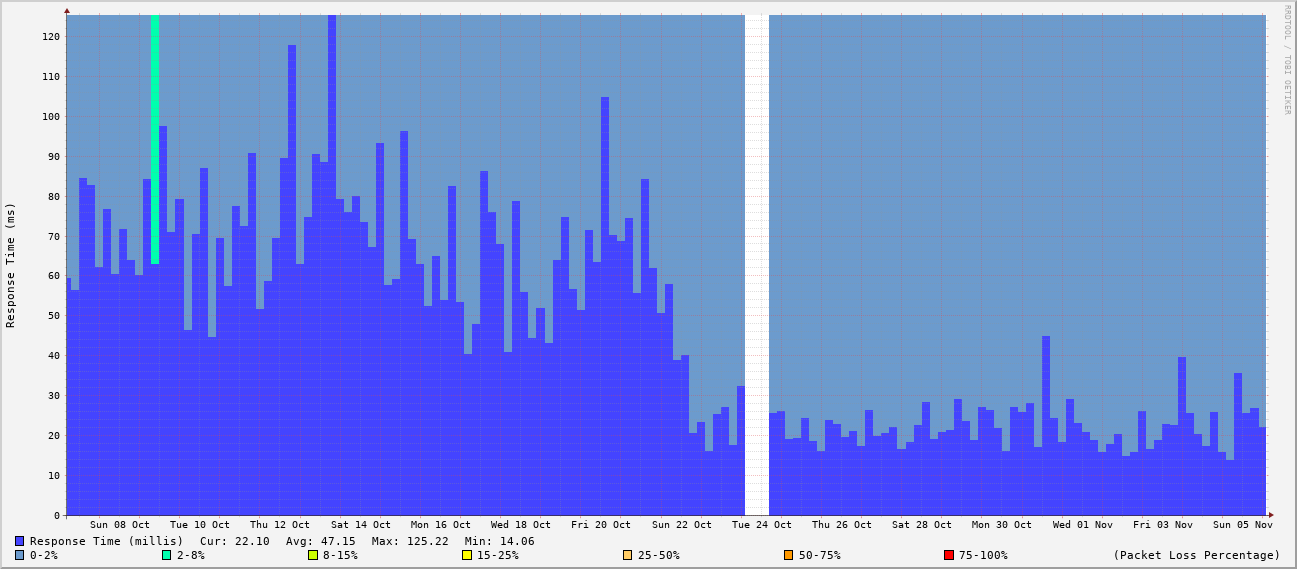 RRDTOOL / TOBI OETIKER
Response Time (ms)
120
110
100
90
80
70
60
50
40
30
20
10
0
Sun 08 Oct Tue 10 Oct Thu 12 Oct Sat 14 Oct Mon 16 Oct Wed 18 Oct Fri 20 Oct Sun 22 Oct Tue 24 Oct Thu 26 Oct Sat 28 Oct Mon 30 Oct Wed 01 Nov Fri 03 Nov Sun 05 Nov
Response Time (millis) Cur: 22.10 Avg: 47.15 Max: 125.22 Min: 14.06
0-2% 2-8% 8-15% 15-25% 25-50% 50-75% 75-100% (Packet Loss Percentage)